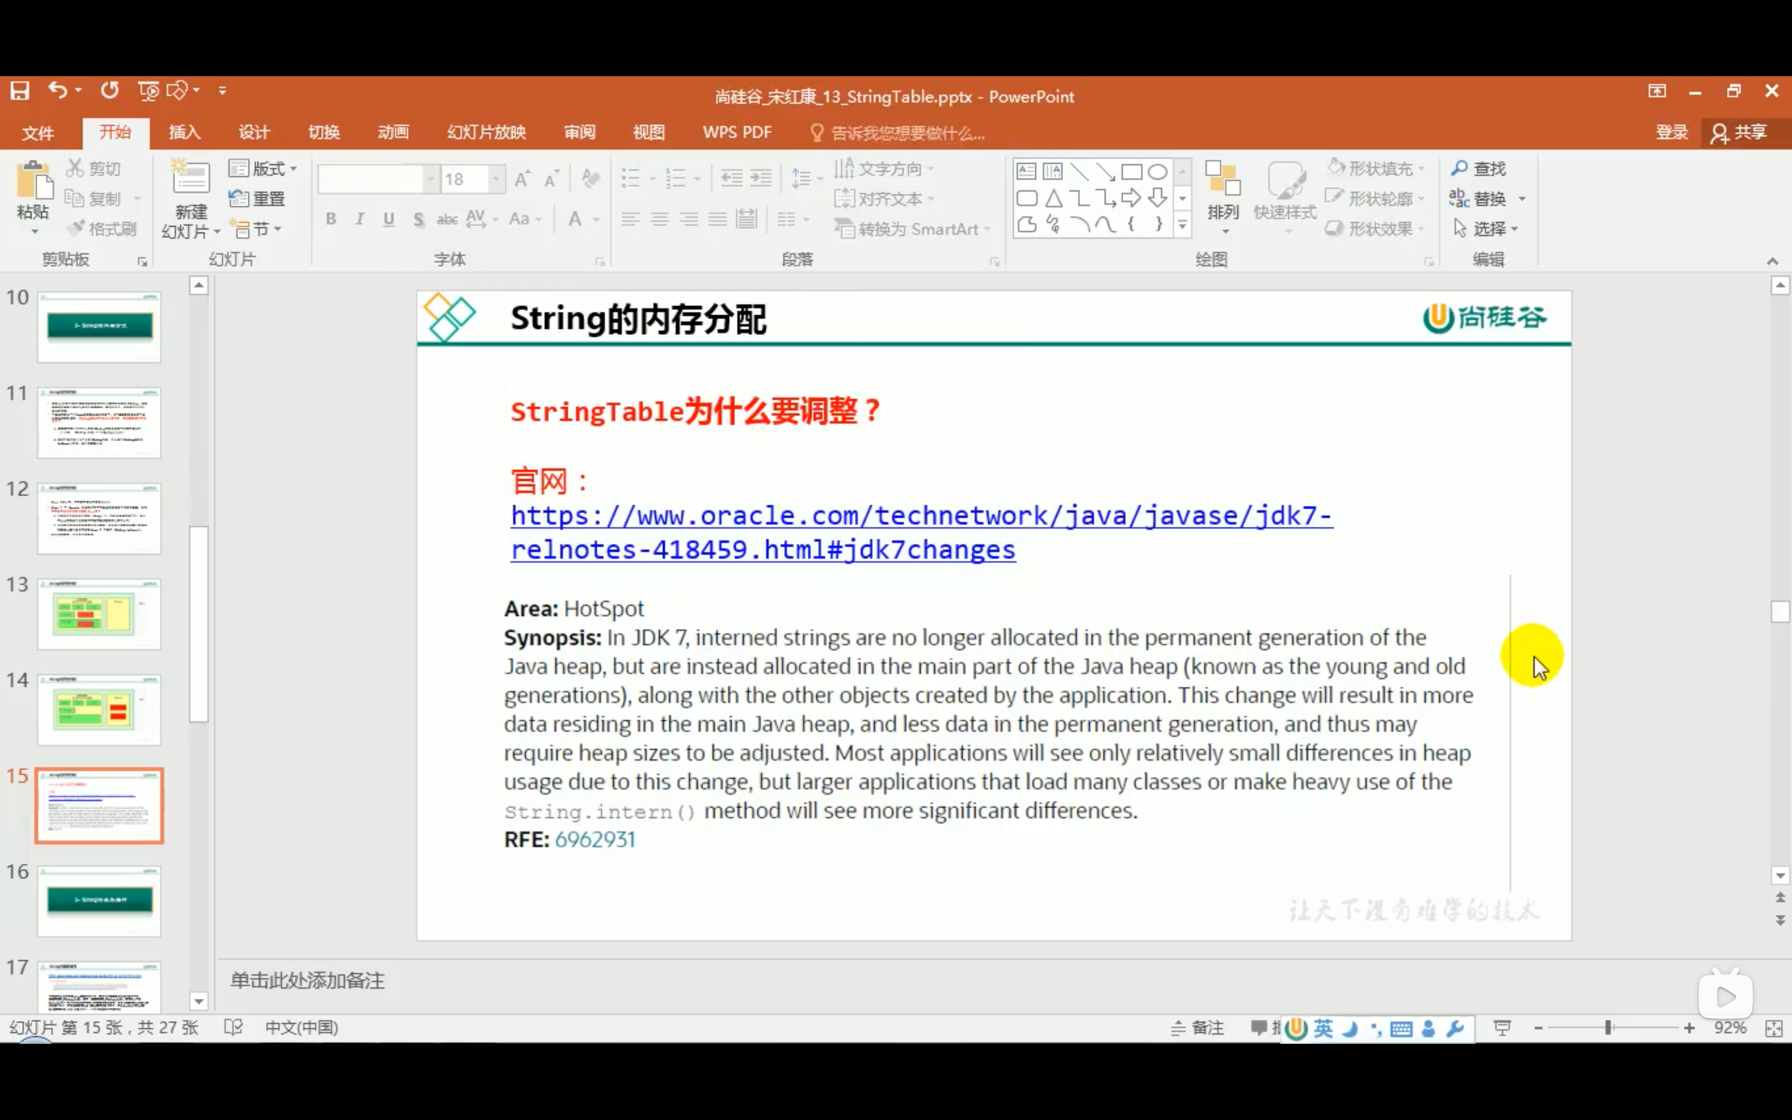 尚硅谷_宋红康_13_StringTable.pptx - PowerPoint
文件 开始 插入 设计 切换 动画 幻灯片放映 审阅 视图 WPS PDF 告诉我您想要做什么... 登录 共享
粘贴 剪切 复制 格式刷 剪贴板
新建 幻灯片 版式 重置 节 幻灯片
18 B I U S abc AV Aa A 字体
文字方向 对齐文本 转换为 SmartArt 段落
排列 快速样式 形状填充 形状轮廓 形状效果 绘图
查找 替换 选择 编辑
10
11
12
13
14
15
16
17
String的内存分配
尚硅谷
StringTable为什么要调整？
官网：
https://www.oracle.com/technetwork/java/javase/jdk7-
relnotes-418459.html#jdk7changes
Area: HotSpot
Synopsis: In JDK 7, interned strings are no longer allocated in the permanent generation of the
Java heap, but are instead allocated in the main part of the Java heap (known as the young and old
generations), along with the other objects created by the application. This change will result in more
data residing in the main Java heap, and less data in the permanent generation, and thus may
require heap sizes to be adjusted. Most applications will see only relatively small differences in heap
usage due to this change, but larger applications that load many classes or make heavy use of the
String.intern() method will see more significant differences.
RFE: 6962931
让天下没有难学的技术
单击此处添加备注
幻灯片 第 15 张，共 27 张 中文(中国) 备注 英 92%